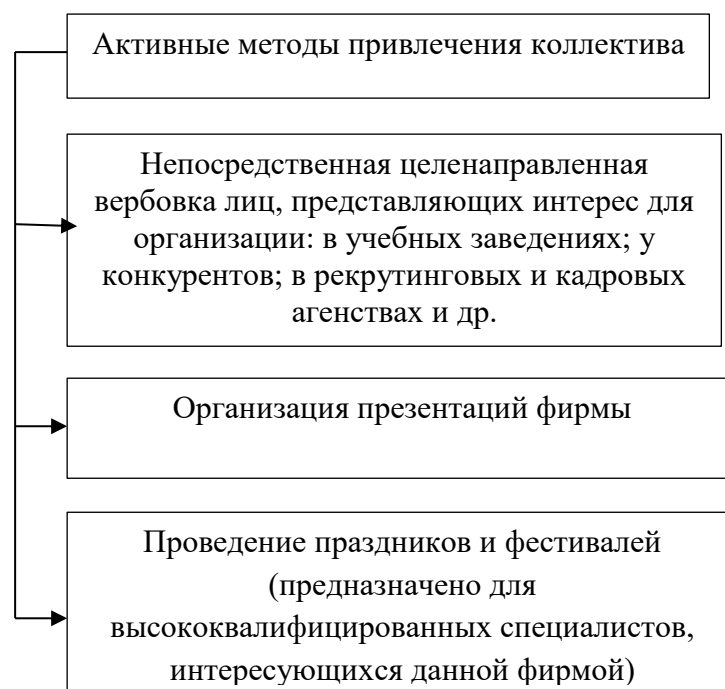 Активные методы привлечения коллектива
Непосредственная целенаправленная
вербовка лиц, представляющих интерес для
организации: в учебных заведениях; у
конкурентов; в рекрутинговых и кадровых
агенствах и др.
Организация презентаций фирмы
Проведение праздников и фестивалей
(предназначено для
высококвалифицированных специалистов,
интересующихся данной фирмой)